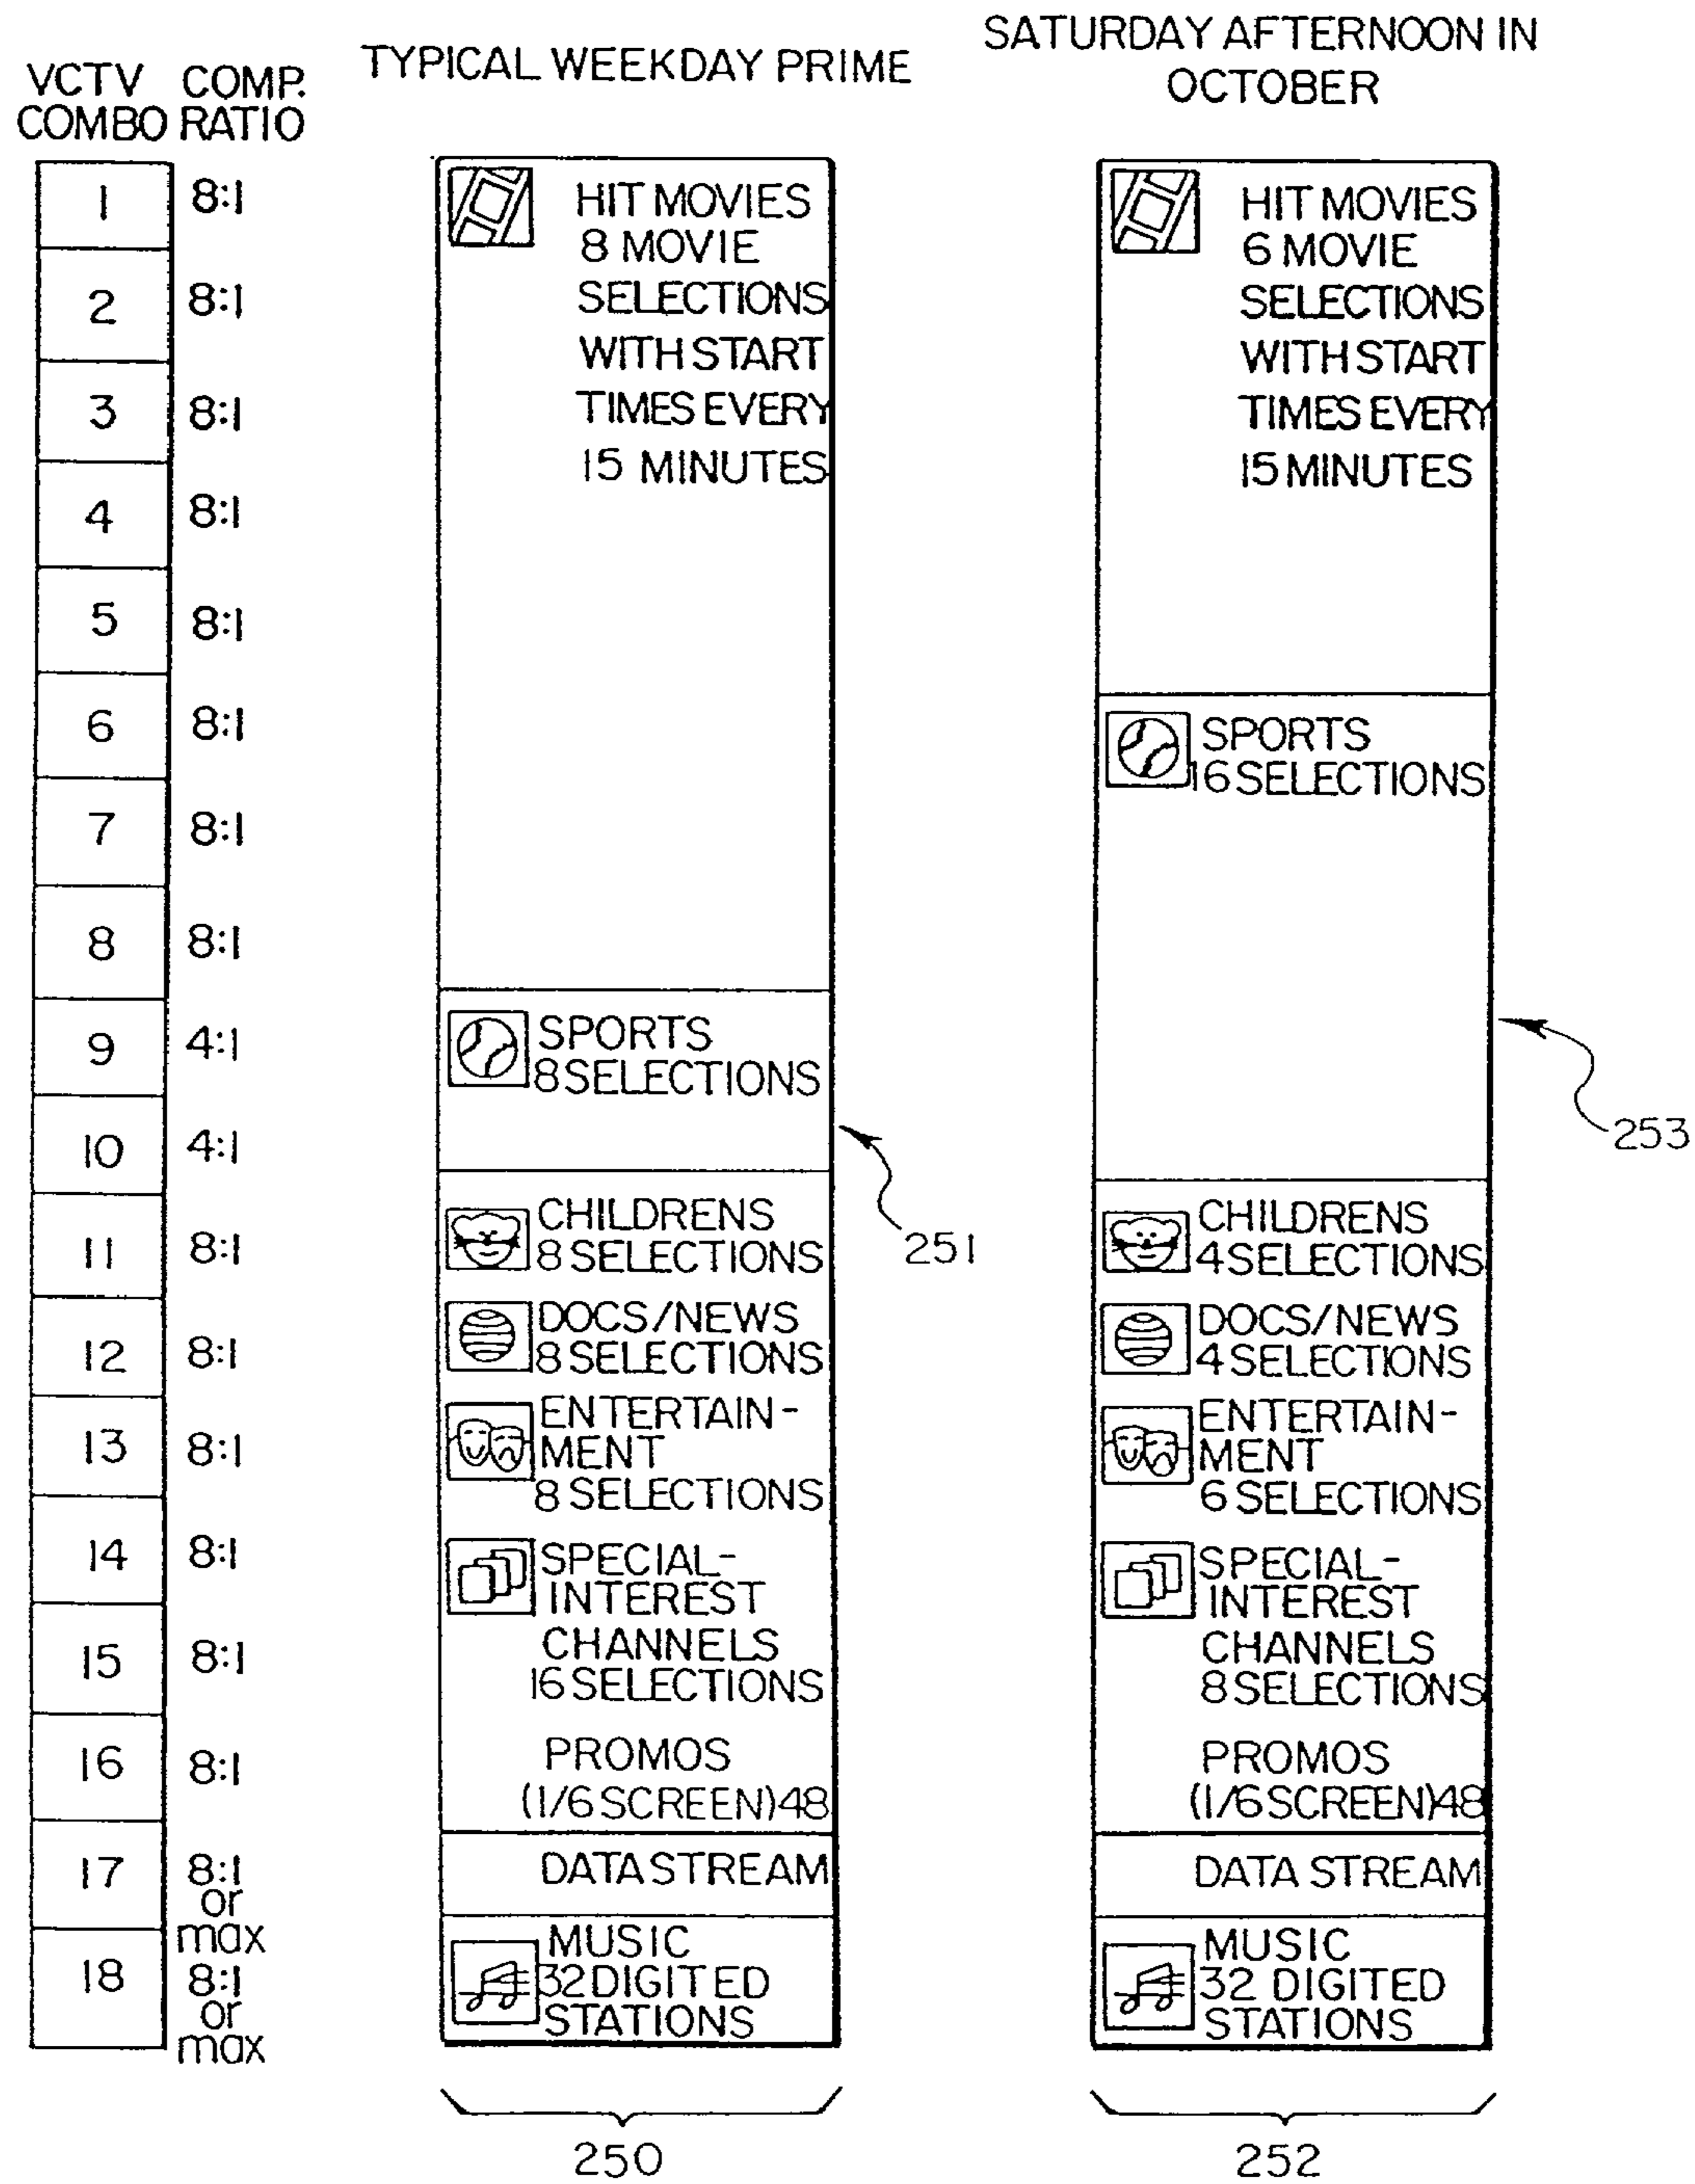 VCTV COMBO
COMP. RATIO
1 8:1
2 8:1
3 8:1
4 8:1
5 8:1
6 8:1
7 8:1
8 8:1
9 4:1
10 4:1
11 8:1
12 8:1
13 8:1
14 8:1
15 8:1
16 8:1
17 8:1
or
max
18 8:1
or
max
TYPICAL WEEKDAY PRIME
HIT MOVIES
8 MOVIE
SELECTIONS
WITH START
TIMES EVERY
15 MINUTES
SPORTS
8 SELECTIONS
251
CHILDRENS
8 SELECTIONS
DOCS/NEWS
8 SELECTIONS
ENTERTAIN-
MENT
8 SELECTIONS
SPECIAL-
INTEREST
CHANNELS
16 SELECTIONS
PROMOS
(1/6 SCREEN) 48
DATA STREAM
MUSIC
32 DIGITED
STATIONS
250
SATURDAY AFTERNOON IN
OCTOBER
HIT MOVIES
6 MOVIE
SELECTIONS
WITH START
TIMES EVERY
15 MINUTES
SPORTS
16 SELECTIONS
253
CHILDRENS
4 SELECTIONS
DOCS/NEWS
4 SELECTIONS
ENTERTAIN-
MENT
6 SELECTIONS
SPECIAL-
INTEREST
CHANNELS
8 SELECTIONS
PROMOS
(1/6 SCREEN) 48
DATA STREAM
MUSIC
32 DIGITED
STATIONS
252